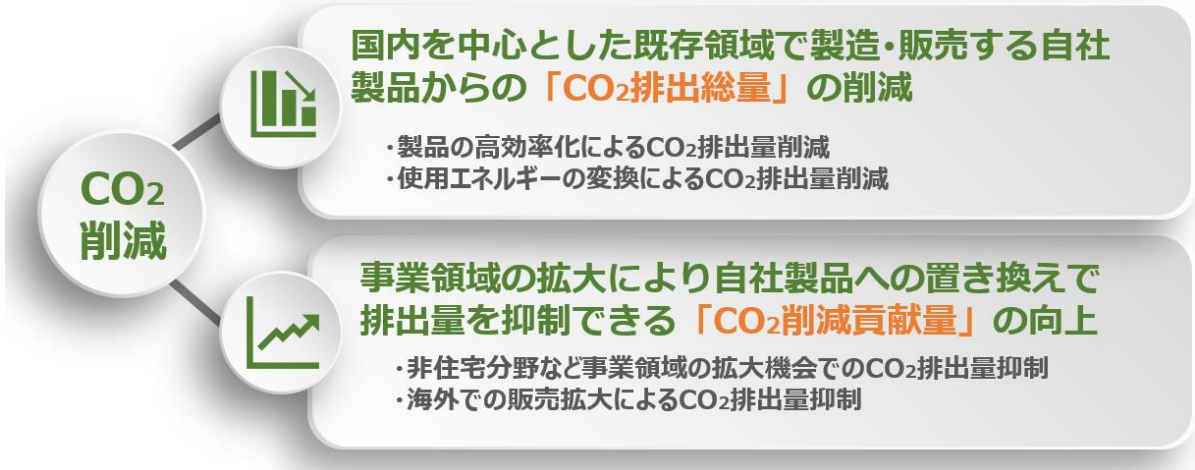 CO₂
削減
国内を中心とした既存領域で製造・販売する自社
製品からの「CO₂排出総量」の削減
・製品の高効率化によるCO₂排出量削減
・使用エネルギーの変換によるCO₂排出量削減
事業領域の拡大により自社製品への置き換えで
排出量を抑制できる「CO₂削減貢献量」の向上
・非住宅分野など事業領域の拡大機会でのCO₂排出量抑制
・海外での販売拡大によるCO₂排出量抑制